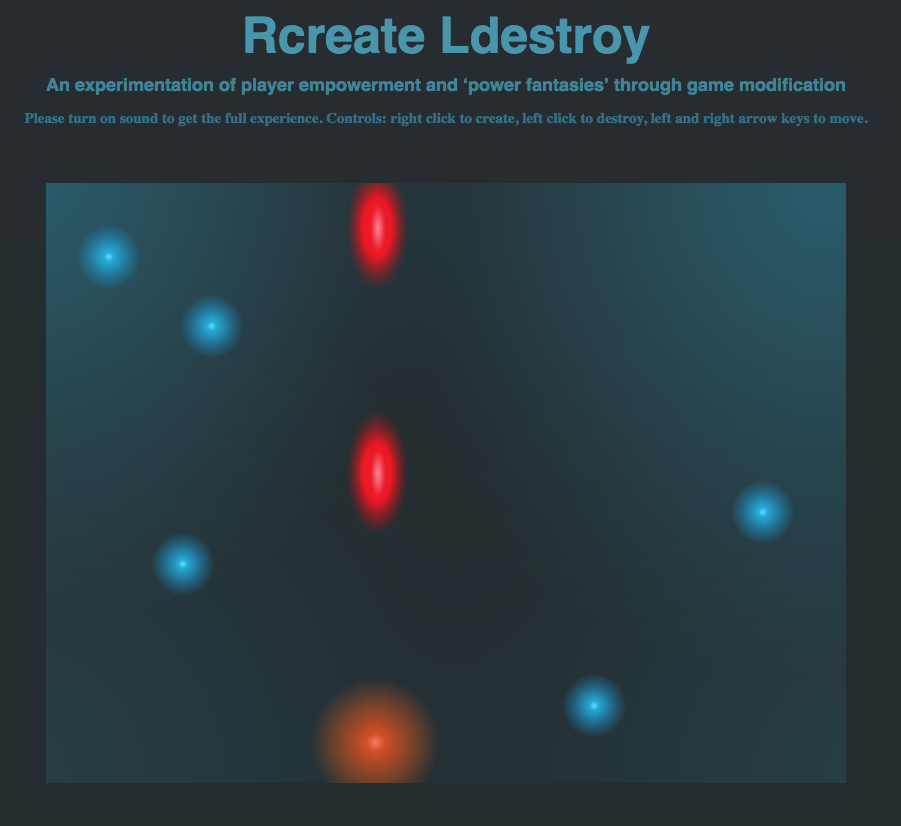 Rcreate Ldestroy
An experimentation of player empowerment and ‘power fantasies’ through game modification
Please turn on sound to get the full experience. Controls: right click to create, left click to destroy, left and right arrow keys to move.